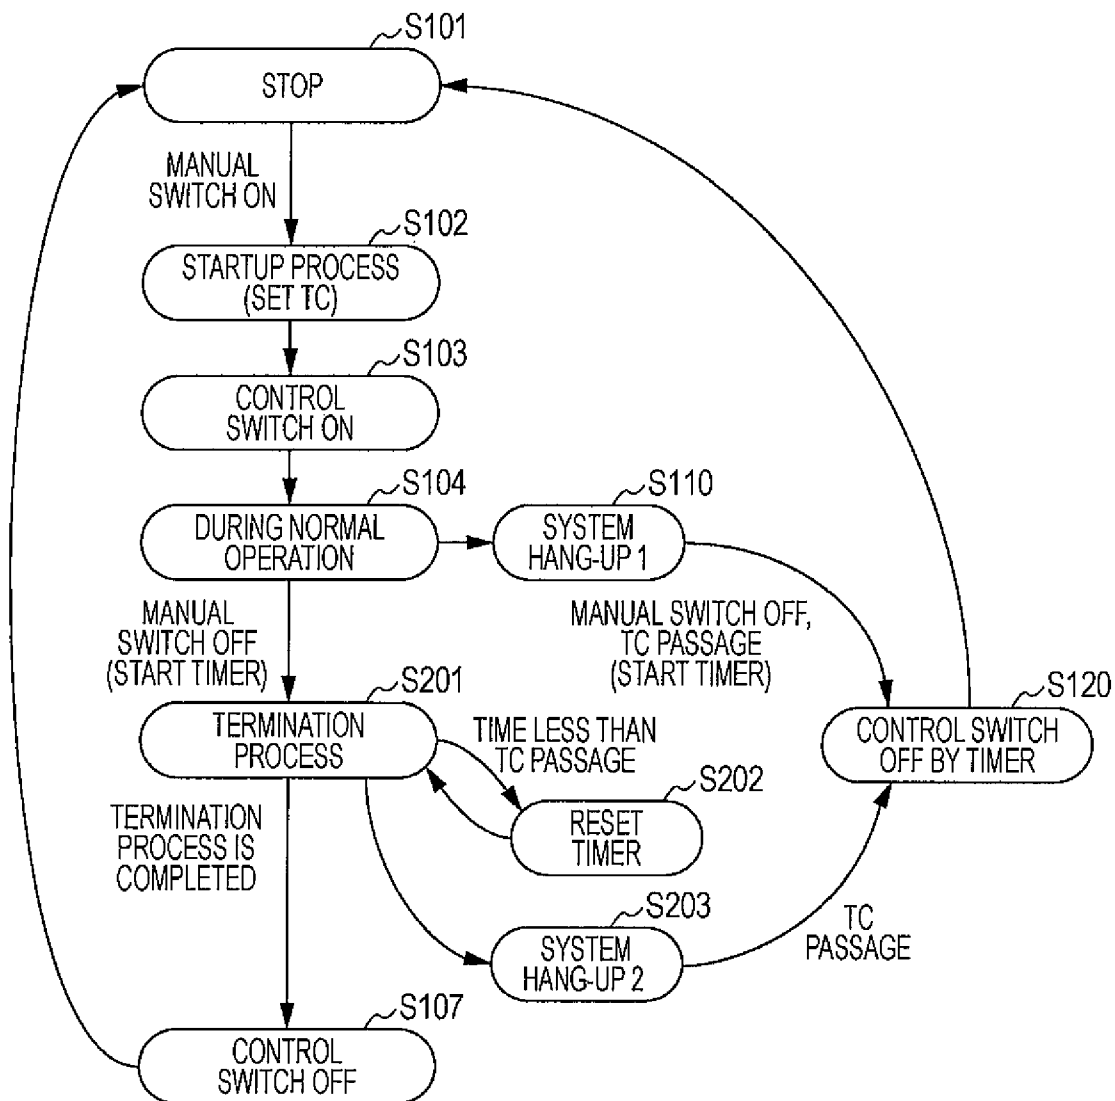 S101
STOP
MANUAL
SWITCH ON
S102
STARTUP PROCESS
(SET TC)
S103
CONTROL
SWITCH ON
S104
DURING NORMAL
OPERATION
S110
SYSTEM
HANG-UP 1
MANUAL
SWITCH OFF
(START TIMER)
MANUAL SWITCH OFF,
TC PASSAGE
(START TIMER)
S201
TERMINATION
PROCESS
TIME LESS THAN
TC PASSAGE
S120
CONTROL SWITCH
OFF BY TIMER
S202
RESET
TIMER
TERMINATION
PROCESS IS
COMPLETED
S203
SYSTEM
HANG-UP 2
TC
PASSAGE
S107
CONTROL
SWITCH OFF